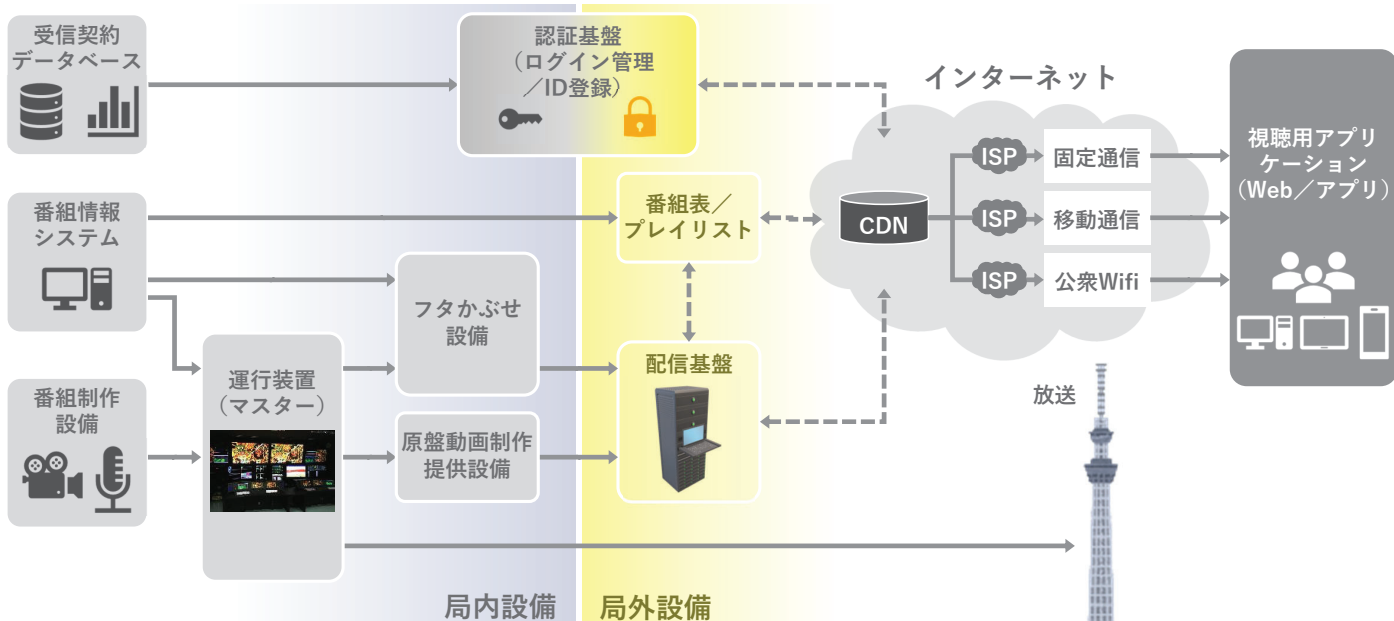 受信契約
データベース
認証基盤
（ログイン管理
／ID登録）
インターネット
視聴用アプリ
ケーション
（Web／アプリ）
ISP
固定通信
CDN
ISP
移動通信
ISP
公衆Wifi
番組情報
システム
番組表／
プレイリスト
フタかぶせ
設備
運行装置
（マスター）
配信基盤
番組制作
設備
原盤動画制作
提供設備
放送
局内設備
局外設備